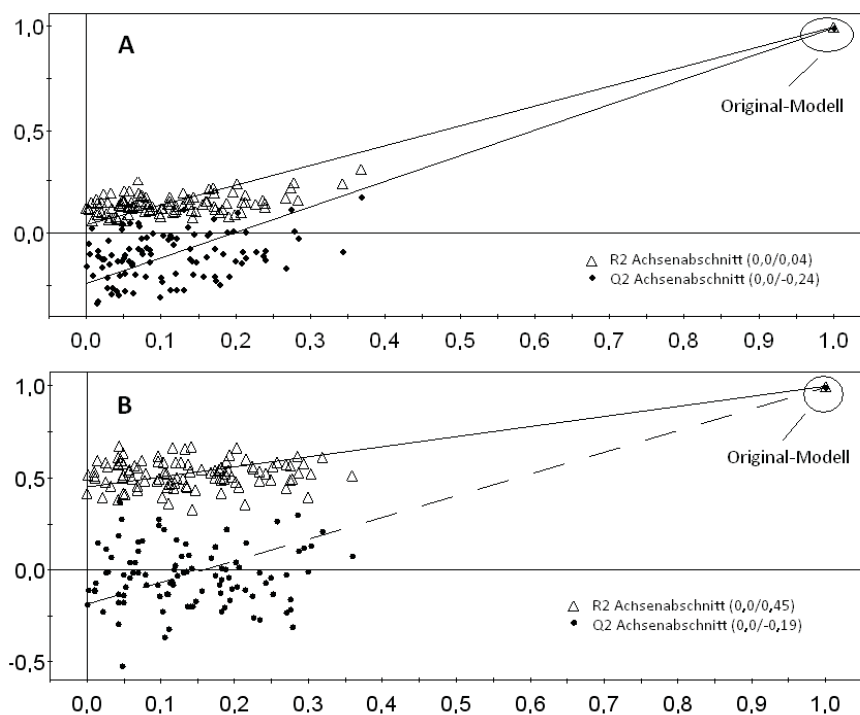 1,0
A
Original-Modell
0,5
0,0
R2 Achsenabschnitt (0,0/0,04)
Q2 Achsenabschnitt (0,0/-0,24)
0,0 0,1 0,2 0,3 0,4 0,5 0,6 0,7 0,8 0,9 1.0
1,0
B
Original-Modell
0,5
0,0
R2 Achsenabschnitt (0,0/0,45)
Q2 Achsenabschnitt (0,0/-0,19)
-0,5
0,0 0,1 0,2 0,3 0,4 0,5 0,6 0,7 0,8 0,9 1.0